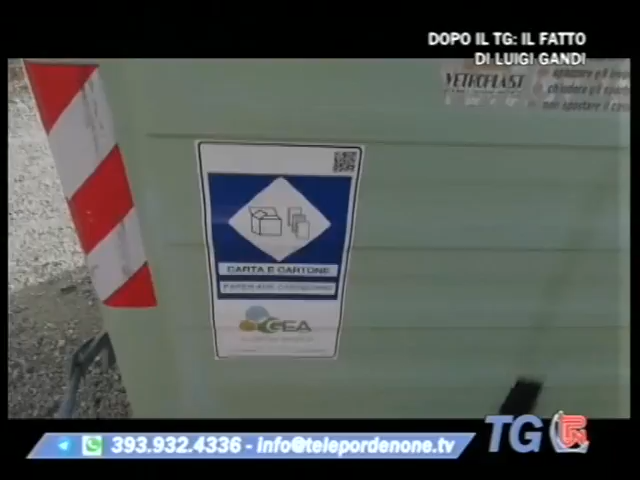 DOPO IL TG: IL FATTO
DI LUIGI GANDI
VETROPLAST
CARTA E CARTONE
PAPER AND CARDBOARD
GEA
TG
393.932.4336 - info@telepordenone.tv